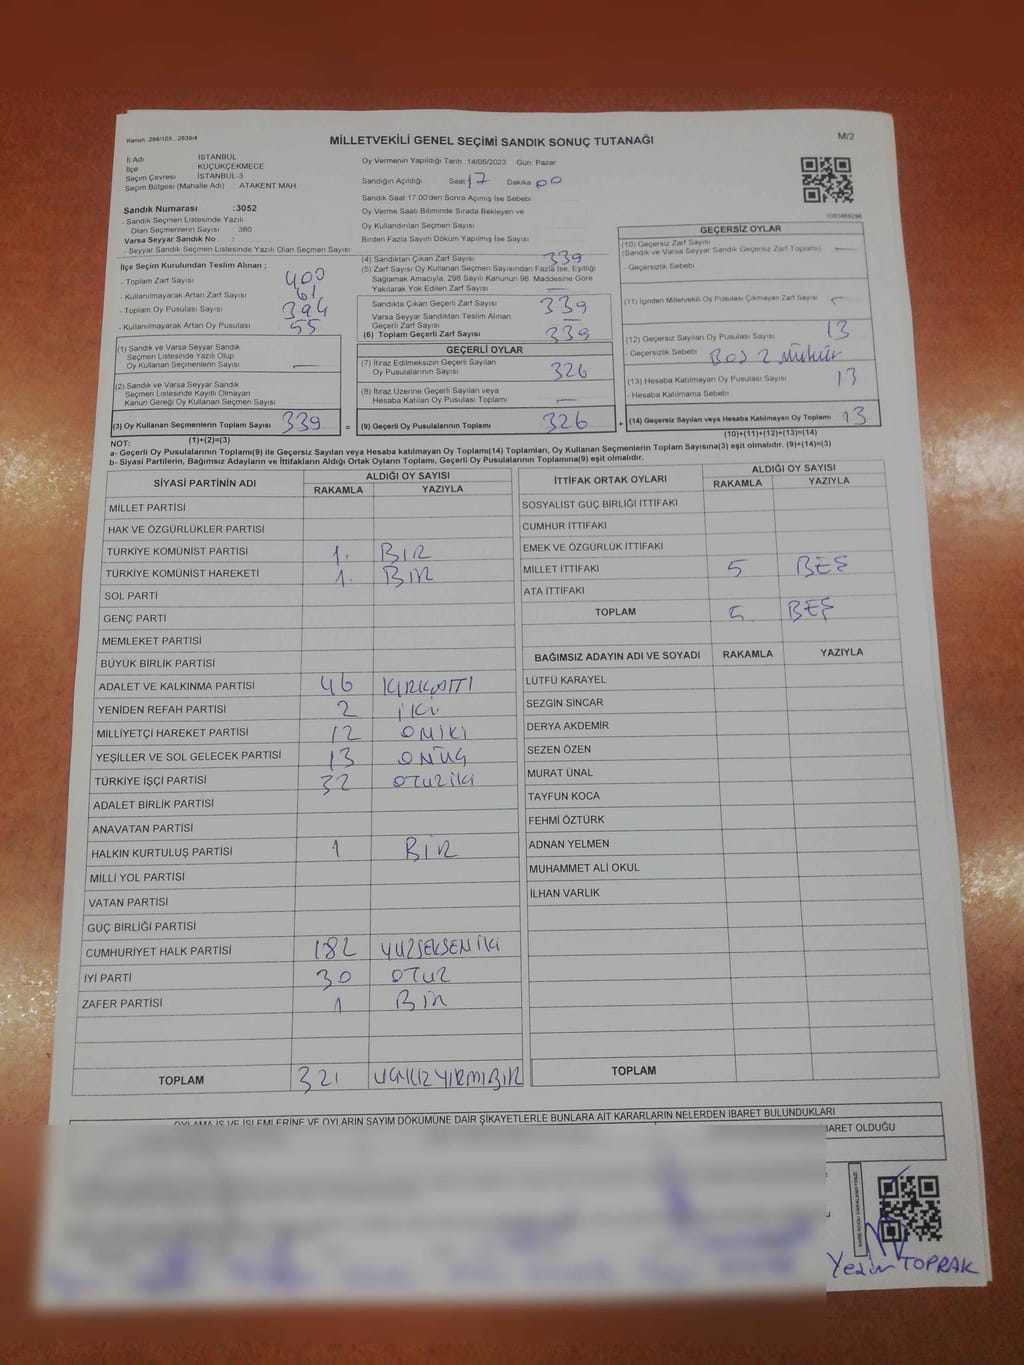 Kanun. 298/105 , 2839/4
MİLLETVEKİLİ GENEL SEÇİMİ SANDIK SONUÇ TUTANAĞI
M/2
İl Adı : İSTANBUL
İlçe : KÜÇÜKÇEKMECE
Seçim Çevresi : İSTANBUL-3
Seçim Bölgesi (Mahalle Adı) : ATAKENT MAH
Sandık Numarası :3052
- Sandık Seçmen Listesinde Yazılı
Olan Seçmenlerin Sayısı : 380
Varsa Seyyar Sandık No :
- Seyyar Sandık Seçmen Listesinde Yazılı Olan Seçmen Sayısı:
İlçe Seçim Kurulundan Teslim Alınan ;
- Toplam Zarf Sayısı 400
- Kullanılmayarak Artan Zarf Sayısı 61
- Toplam Oy Pusulası Sayısı 394
- Kullanılmayarak Artan Oy Pusulası 55
(1) Sandık ve Varsa Seyyar Sandık
Seçmen Listesinde Yazılı Olup
Oy Kullanan Seçmenlerin Sayısı —
(2) Sandık ve Varsa Seyyar Sandık
Seçmen Listesinde Kayıtlı Olmayan
Kanun Gereği Oy Kullanan Seçmen Sayısı
(3) Oy Kullanan Seçmenlerin Toplam Sayısı 339 =
(1)+(2)=(3)
Oy Vermenin Yapıldığı Tarih :14/05/2023 Gün: Pazar
Sandığın Açıldığı Saat 17 Dakika 00
Sandık Saat 17:00'den Sonra Açımış İse Sebebi
Oy Verme Saati Bitiminde Sırada Bekleyen ve
Oy Kullandırılan Seçmen Sayısı
Birden Fazla Sayım Döküm Yapılmış İse Sayısı
(4) Sandıktan Çıkan Zarf Sayısı 339
(5) Zarf Sayısı Oy Kullanan Seçmen Sayısından Fazla İse, Eşitliği
Sağlamak Amacıyla, 298 Sayılı Kanunun 98. Maddesine Göre
Yakılarak Yok Edilen Zarf Sayısı —
Sandıkta Çıkan Geçerli Zarf Sayısı 339
Varsa Seyyar Sandıktan Teslim Alınan
Geçerli Zarf Sayısı —
(6) Toplam Geçerli Zarf Sayısı 339
GEÇERLİ OYLAR
(7) İtiraz Edilmeksizin Geçerli Sayılan
Oy Pusulalarının Sayısı 326
(8) İtiraz Üzerine Geçerli Sayılan veya
Hesaba Katılan Oy Pusulası Toplamı —
(9) Geçerli Oy Pusulalarının Toplamı 326 +
GEÇERSİZ OYLAR
(10) Geçersiz Zarf Sayısı
(Sandık ve Varsa Seyyar Sandık Geçersiz Zarf Toplamı) —
- Geçersizlik Sebebi
(11) İçinden Milletvekili Oy Pusulası Çıkmayan Zarf Sayısı
(12) Geçersiz Sayılan Oy Pusulası Sayısı 13
- Geçersizlik Sebebi Boş 2 Mühür
(13) Hesaba Katılmayan Oy Pusulası Sayısı 13
- Hesaba Katılmama Sebebi
(14) Geçersiz Sayılan veya Hesaba Katılmayan Oy Toplamı 13
(10)+(11)+(12)+(13)=(14)
NOT:
a- Geçerli Oy Pusulalarının Toplamı(9) ile Geçersiz Sayılan veya Hesaba katılmayan Oy Toplamı(14) Toplamları, Oy Kullanan Seçmenlerin Toplam Sayısına(3) eşit olmalıdır. (9)+(14)=(3)
b- Siyasi Partilerin, Bağımsız Adayların ve İttifakların Aldığı Ortak Oyların Toplamı, Geçerli Oy Pusulalarının Toplamına(9) eşit olmalıdır.
SİYASİ PARTİNİN ADI ALDIĞI OY SAYISI
RAKAMLA YAZIYLA
MİLLET PARTİSİ
HAK VE ÖZGÜRLÜKLER PARTİSİ
TÜRKİYE KOMÜNİST PARTİSİ 1. BİR
TÜRKİYE KOMÜNİST HAREKETİ 1. BİR
SOL PARTİ
GENÇ PARTİ
MEMLEKET PARTİSİ
BÜYÜK BİRLİK PARTİSİ
ADALET VE KALKINMA PARTİSİ 46 KIRKALTI
YENİDEN REFAH PARTİSİ 2 İKİ
MİLLİYETÇİ HAREKET PARTİSİ 12 ONİKİ
YEŞİLLER VE SOL GELECEK PARTİSİ 13 ONÜÇ
TÜRKİYE İŞÇİ PARTİSİ 32 OTUZİKİ
ADALET BİRLİK PARTİSİ
ANAVATAN PARTİSİ
HALKIN KURTULUŞ PARTİSİ 1 BİR
MİLLİ YOL PARTİSİ
VATAN PARTİSİ
GÜÇ BİRLİĞİ PARTİSİ
CUMHURİYET HALK PARTİSİ 182 YÜZSEKSENİKİ
İYİ PARTİ 30 OTUZ
ZAFER PARTİSİ 1 BİR
TOPLAM 321 ÜÇYÜZYİRMİBİR
İTTİFAK ORTAK OYLARI ALDIĞI OY SAYISI
RAKAMLA YAZIYLA
SOSYALİST GÜÇ BİRLİĞİ İTTİFAKI
CUMHUR İTTİFAKI
EMEK VE ÖZGÜRLÜK İTTİFAKI
MİLLET İTTİFAKI 5 BEŞ
ATA İTTİFAKI
TOPLAM 5 BEŞ
BAĞIMSIZ ADAYIN ADI VE SOYADI RAKAMLA YAZIYLA
LÜTFÜ KARAYEL
SEZGİN SİNCAR
DERYA AKDEMİR
SEZEN ÖZEN
MURAT ÜNAL
TAYFUN KOCA
FEHMİ ÖZTÜRK
ADNAN YELMEN
MUHAMMET ALİ OKUL
İLHAN VARLIK
TOPLAM
OYLAMA İŞ VE İŞLEMLERİNE VE OYLARIN SAYIM DÖKÜMÜNE DAİR ŞİKAYETLERLE BUNLARA AİT KARARLARIN NELERDEN İBARET BULUNDUKLARI
BARET OLDUĞU
TOPRAK